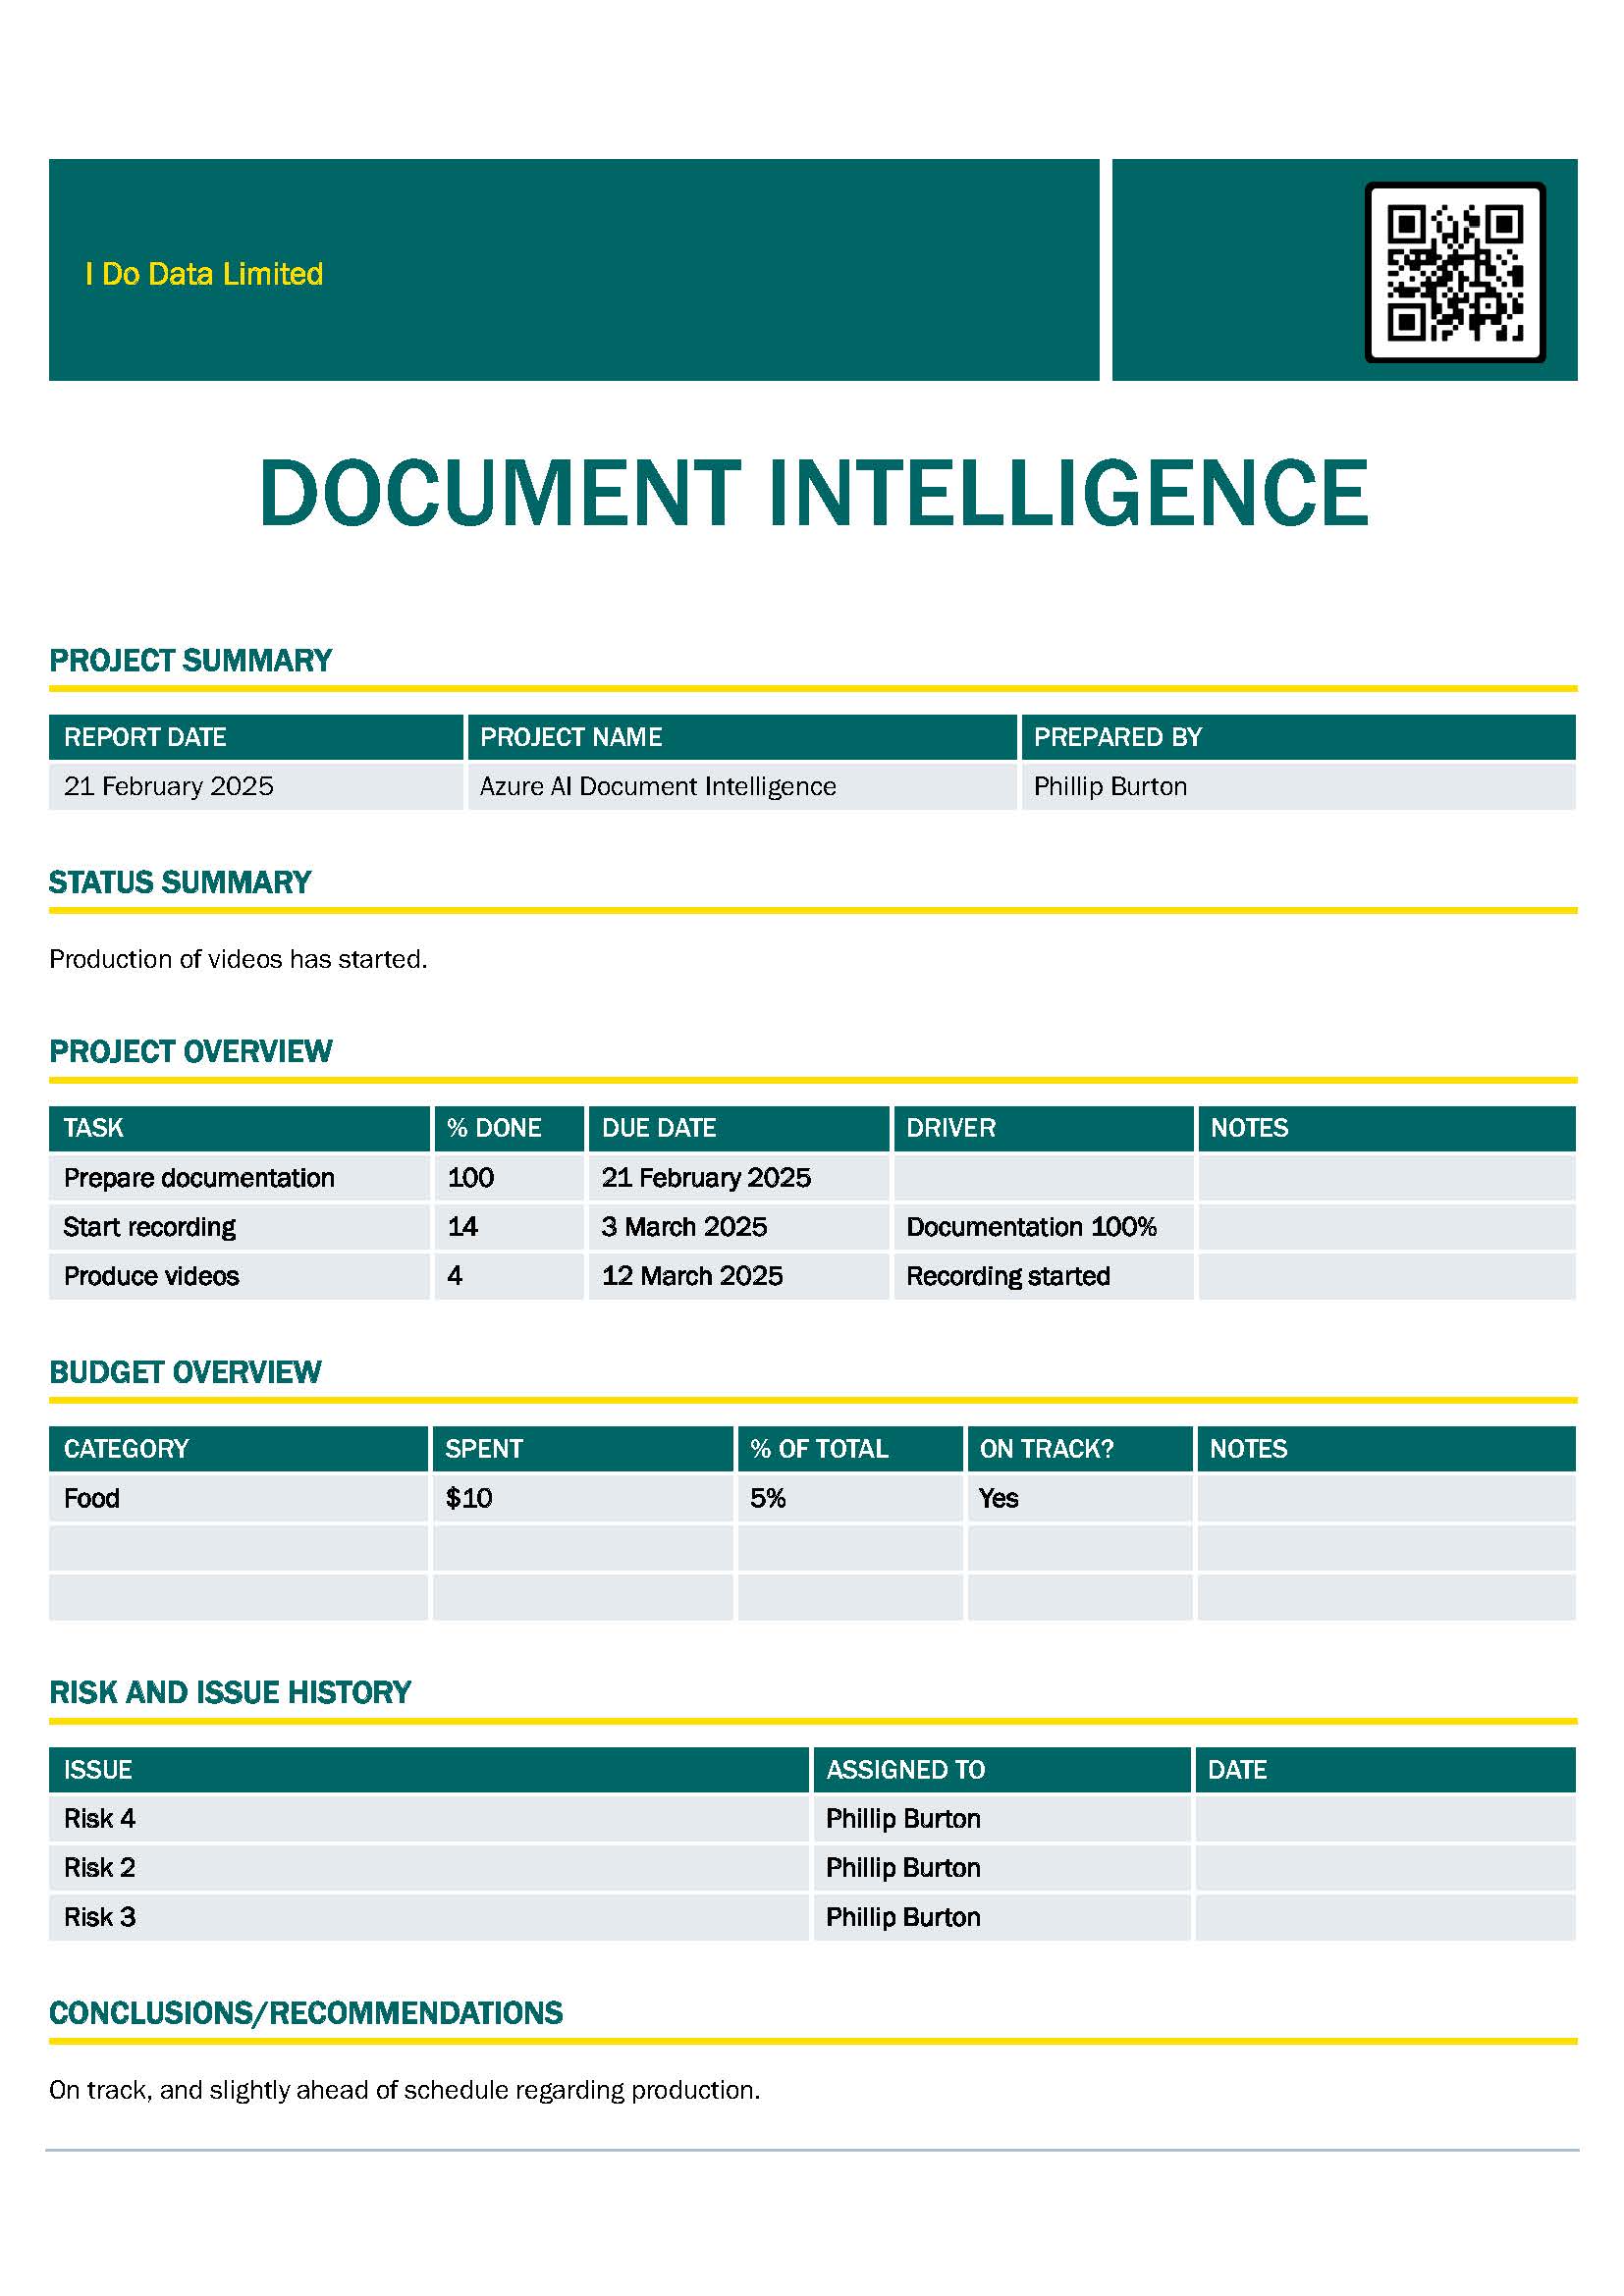 I Do Data Limited
DOCUMENT INTELLIGENCE
PROJECT SUMMARY
REPORT DATE PROJECT NAME PREPARED BY
21 February 2025 Azure AI Document Intelligence Phillip Burton
STATUS SUMMARY
Production of videos has started.
PROJECT OVERVIEW
TASK % DONE DUE DATE DRIVER NOTES
Prepare documentation 100 21 February 2025
Start recording 14 3 March 2025 Documentation 100%
Produce videos 4 12 March 2025 Recording started
BUDGET OVERVIEW
CATEGORY SPENT % OF TOTAL ON TRACK? NOTES
Food $10 5% Yes
RISK AND ISSUE HISTORY
ISSUE ASSIGNED TO DATE
Risk 4 Phillip Burton
Risk 2 Phillip Burton
Risk 3 Phillip Burton
CONCLUSIONS/RECOMMENDATIONS
On track, and slightly ahead of schedule regarding production.